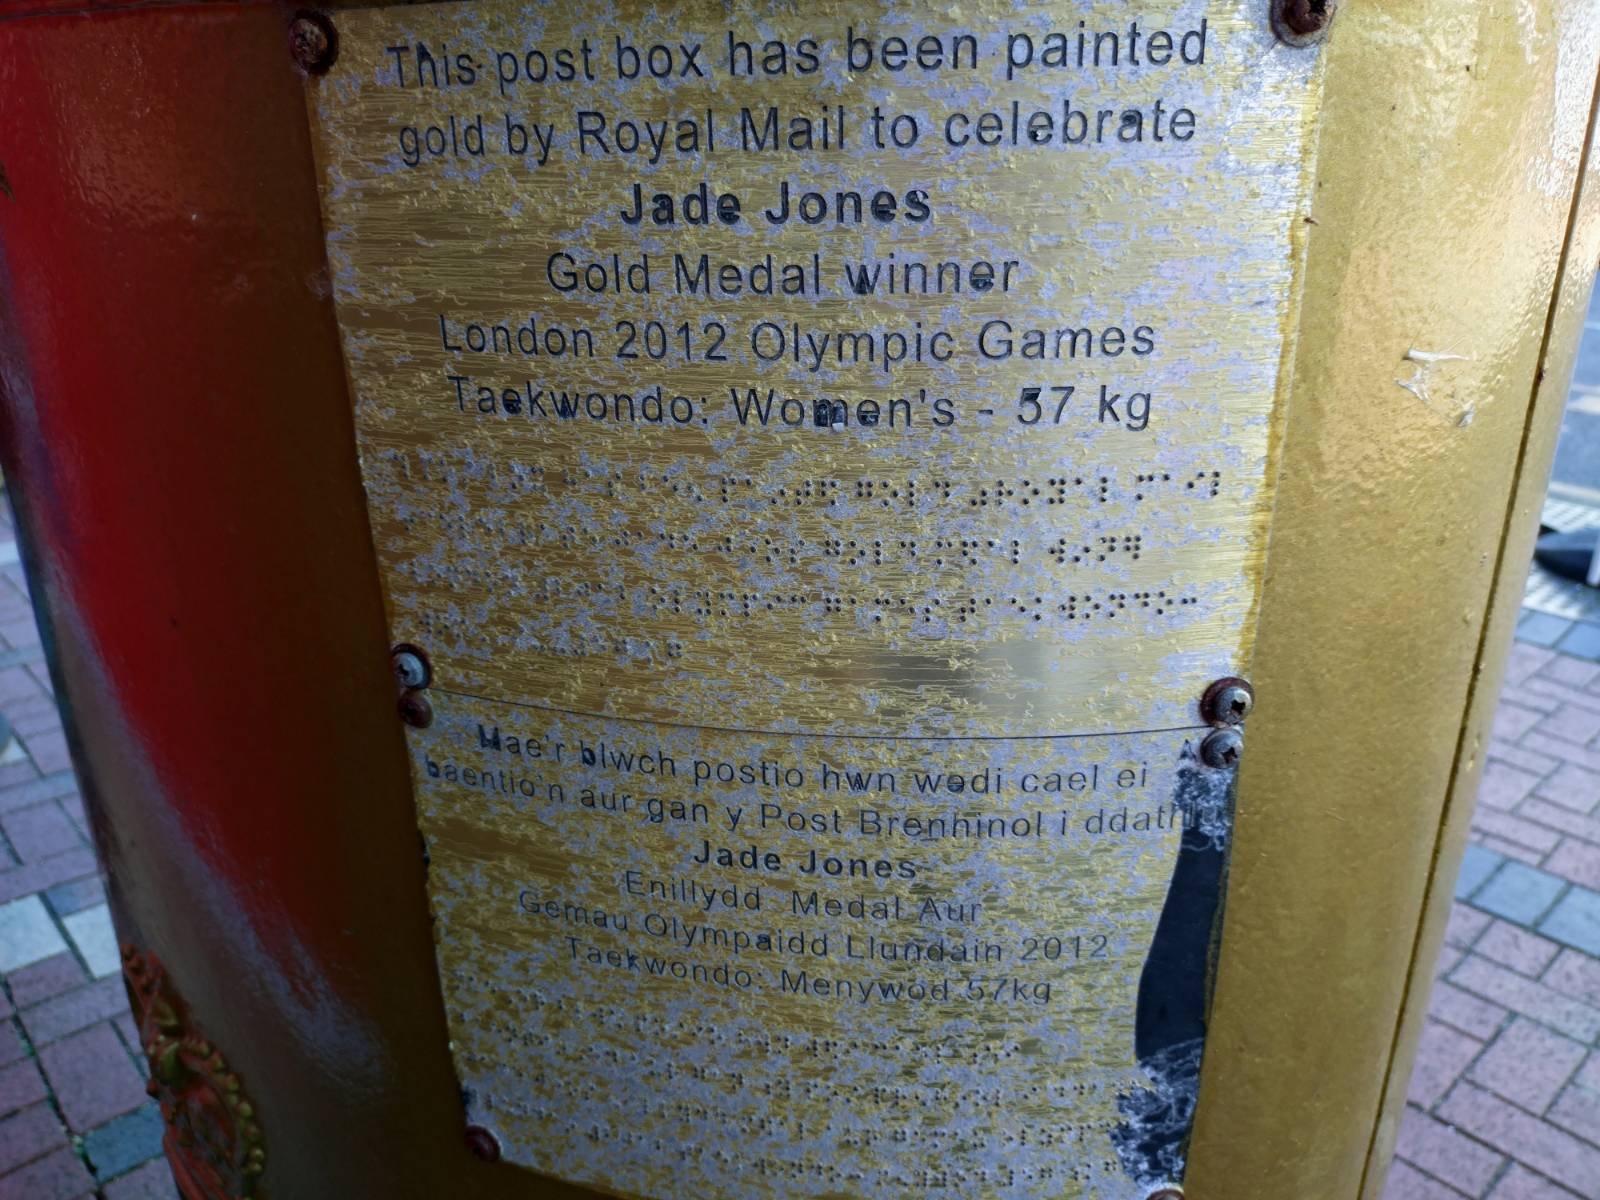 This post box has been painted
gold by Royal Mail to celebrate
Jade Jones
Gold Medal winner
London 2012 Olympic Games
Taekwondo: Women's - 57 kg
Mae'r blwch postio hwn wedi cael ei
baentio'n aur gan y Post Brenhinol i ddathlu
Jade Jones
Enillydd Medal Aur
Gemau Olympaidd Llundain 2012
Taekwondo: Menywod 57kg